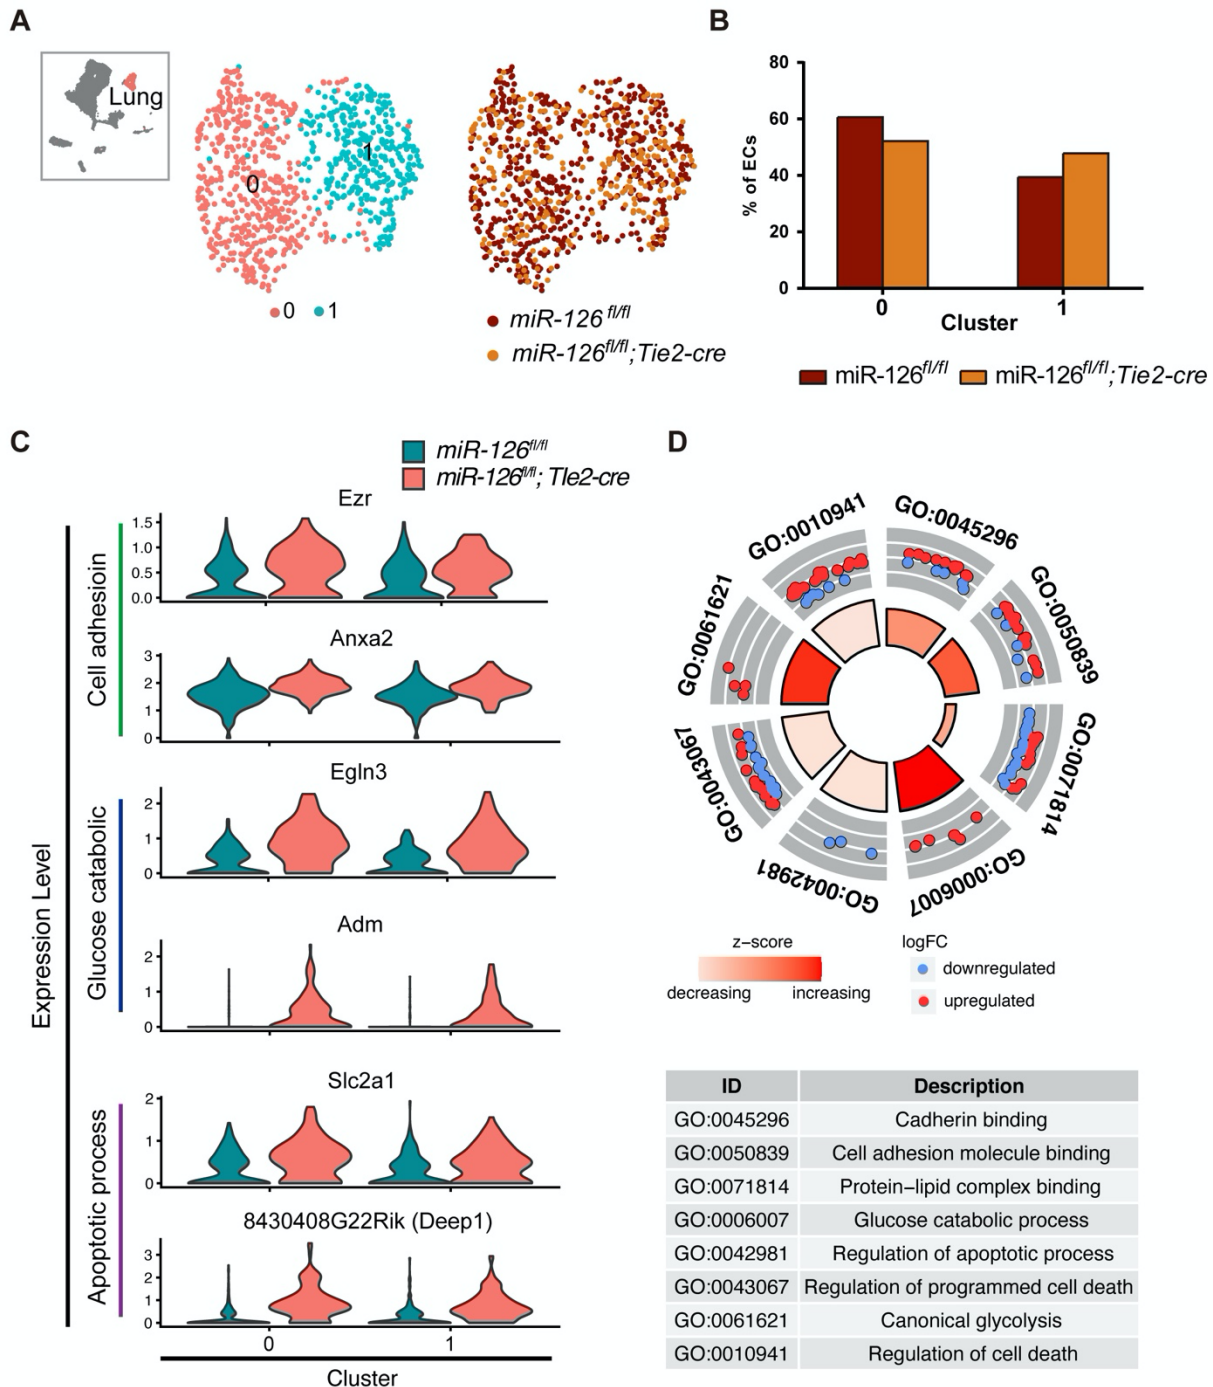 A
Lung
0
1
0 1
miR-126 fl/fl
miR-126fl/fl;Tie2-cre
B
80
60
40
20
0
% of ECs
0 1
Cluster
miR-126fl/fl miR-126fl/fl;Tie2-cre
C
miR-126fl/fl
miR-126fl/fl; TIe2-cre
Expression Level
Cell adhesioin
Ezr
1.5
1.0
0.5
0.0
Anxa2
3
2
1
0
Glucose catabolic
Egln3
2
1
0
Adm
2
1
0
Apoptotic process
Slc2a1
2
1
0
8430408G22Rik (Deep1)
3
2
1
0
0 1
Cluster
D
GO:0045296
GO:0050839
GO:0071814
GO:0006007
GO:0042981
GO:0043067
GO:0061621
GO:0010941
z−score
decreasing increasing
logFC
downregulated
upregulated
ID Description
GO:0045296 Cadherin binding
GO:0050839 Cell adhesion molecule binding
GO:0071814 Protein−lipid complex binding
GO:0006007 Glucose catabolic process
GO:0042981 Regulation of apoptotic process
GO:0043067 Regulation of programmed cell death
GO:0061621 Canonical glycolysis
GO:0010941 Regulation of cell death